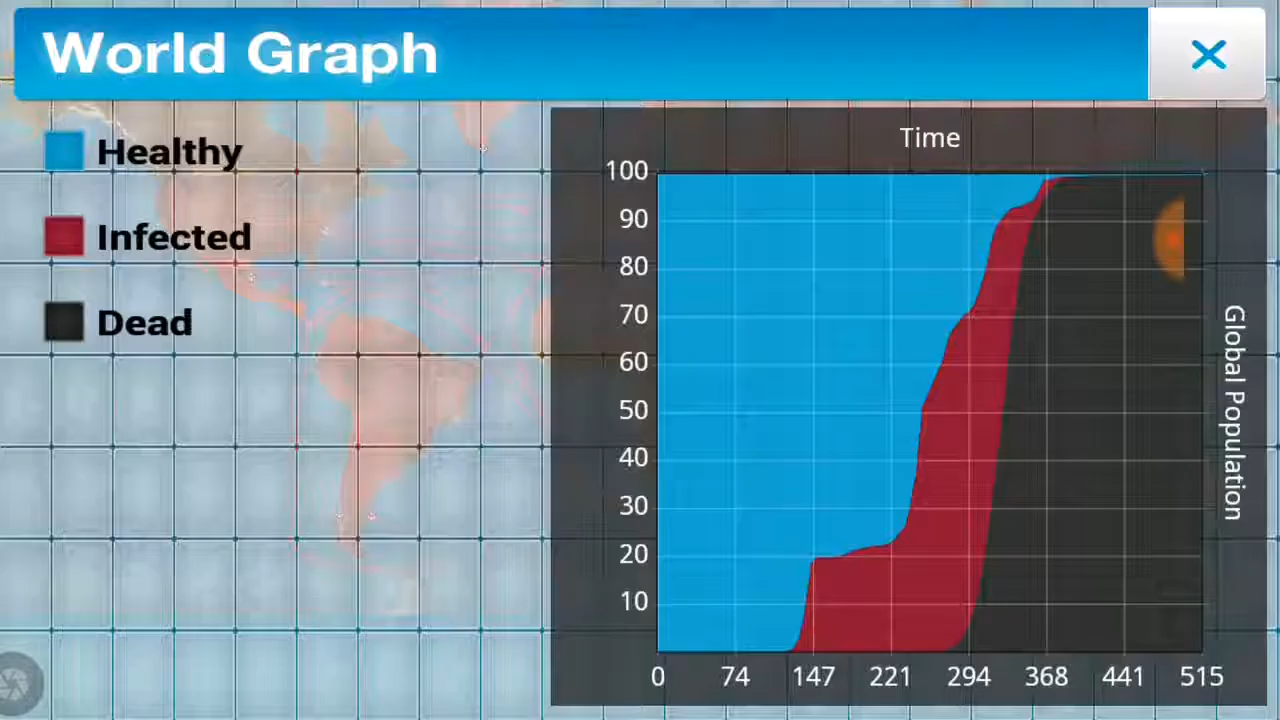 World Graph
Healthy
Infected
Dead
Time
100
90
80
70
60
50
40
30
20
10
0 74 147 221 294 368 441 515
Global Population